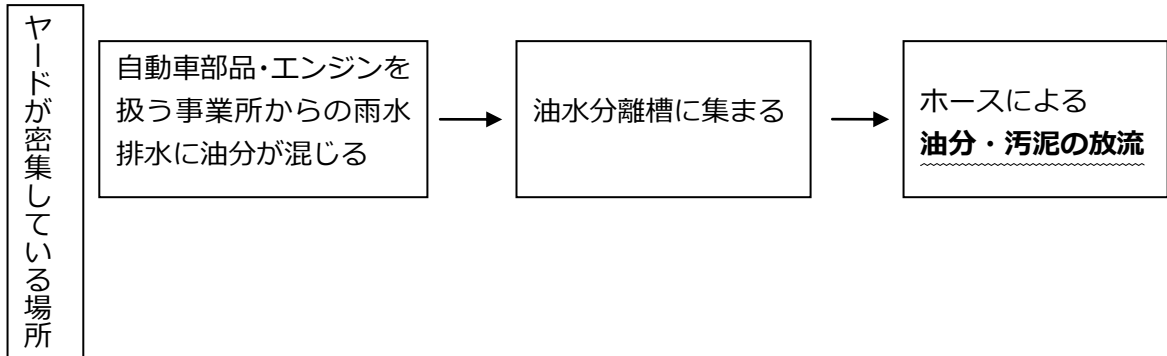 ヤードが密集している場所
自動車部品・エンジンを
扱う事業所からの雨水
排水に油分が混じる
油水分離槽に集まる
ホースによる
油分・汚泥の放流